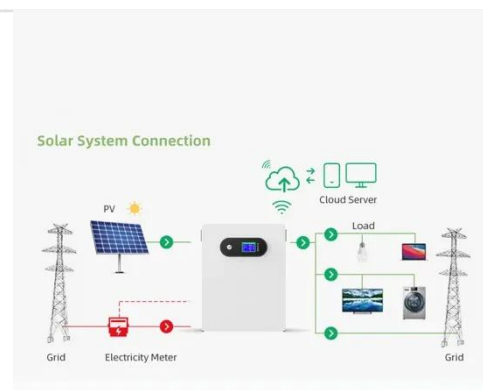 Solar System Connection
Cloud Server
PV
Load
Grid
Electricity Meter
Grid